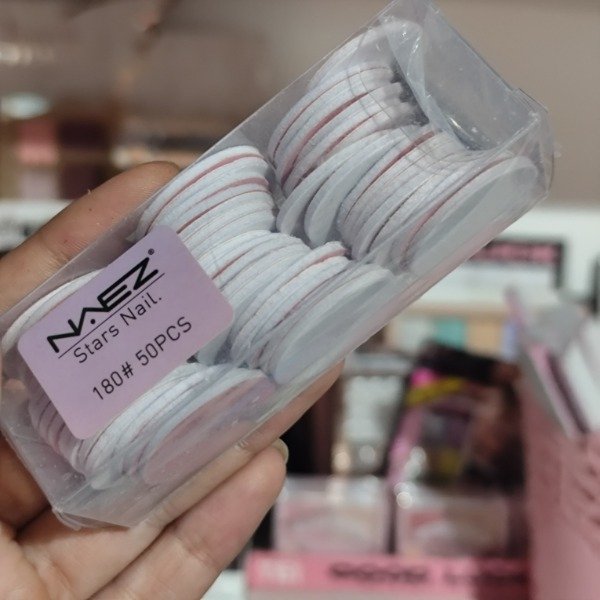 NAEZ®
Stars Nail.
180# 50PCS